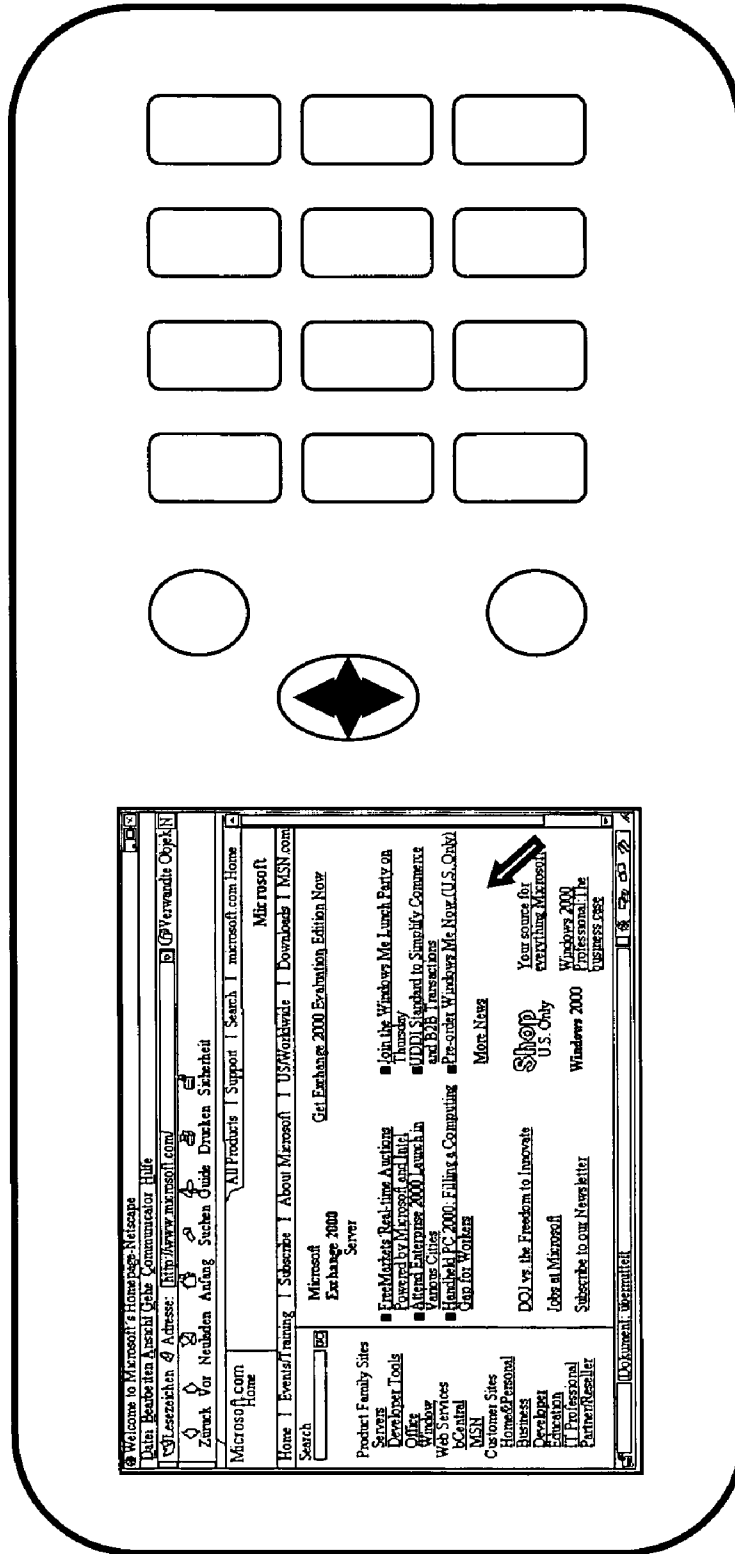 Welcome to Microsoft's Homepage-Netscape
Datei Bearbeiten Ansicht Gehe Communicator Hilfe
Lesezeichen Adresse: http://www.microsoft.com/ Verwandte Objek N
Zurück Vor Neuladen Anfang Suchen Guide Drucken Sicherheit
All Products | Support | Search | microsoft.com Home
Microsoft.com
Home
Microsoft
Home | Events/Training | Subscribe | About Microsoft | US/Worldwide | Downloads | MSN.com
Search
Product Family Sites
Servers
Developer Tools
Office
Window
Web Services
bCentral
MSN
Customer Sites
Home&Personal
Business
Developer
Education
IT Professional
Partner/Reseller
Microsoft
Exchange 2000
Server
Get Exchange 2000 Evaluation Edition Now
FreeMarkets Real-time Auctions
Powered by Microsoft and Intel
Attend Enterprise 2000 Launch in
Various Cities
Handheld PC 2000: Filling a Computing
Gap for Workers
Join the Windows Me Lunch Party on
Thursday
UDDI Standard to Simplify Commerce
and B2B Transactions
Pre-order Windows Me Now (U.S. Only)
More News
DOJ vs. the Freedom to Innovate
Jobs at Microsoft
Subscribe to our Newsletter
Shop
U.S. Only
Your source for
everything Microsoft
Windows 2000
Windows 2000
Professional: The
business case
Dokument: übermittelt